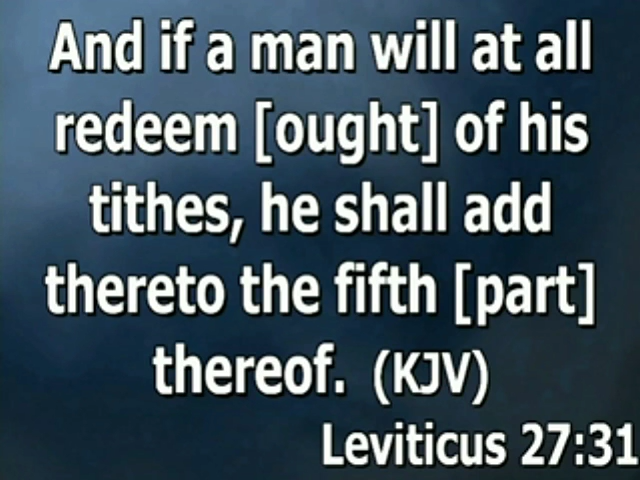 And if a man will at all
redeem [ought] of his
tithes, he shall add
thereto the fifth [part]
thereof. (KJV)
Leviticus 27:31